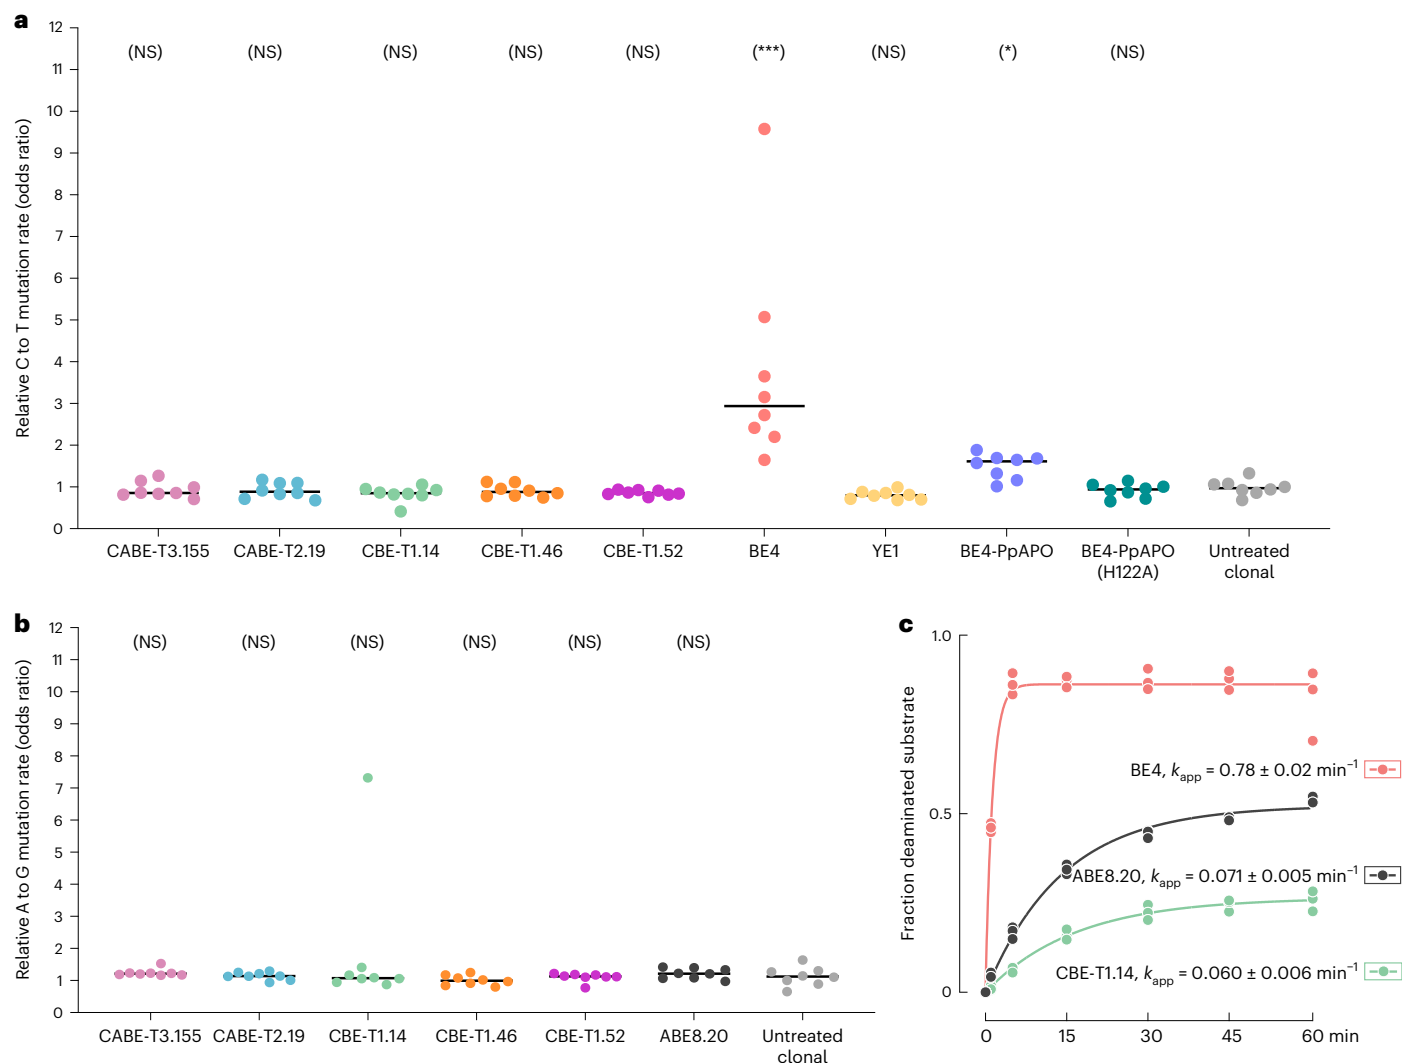 a
Relative C to T mutation rate (odds ratio)
12
11
10
9
8
7
6
5
4
3
2
1
0
(NS) (NS) (NS) (NS) (NS) (***) (NS) (*) (NS)
CABE-T3.155 CABE-T2.19 CBE-T1.14 CBE-T1.46 CBE-T1.52 BE4 YE1 BE4-PpAPO BE4-PpAPO Untreated
(H122A) clonal
b
Relative A to G mutation rate (odds ratio)
12
11
10
9
8
7
6
5
4
3
2
1
0
(NS) (NS) (NS) (NS) (NS) (NS)
CABE-T3.155 CABE-T2.19 CBE-T1.14 CBE-T1.46 CBE-T1.52 ABE8.20 Untreated
clonal
c
Fraction deaminated substrate
1.0
0.5
0
BE4, kapp = 0.78 ± 0.02 min−1
ABE8.20, kapp = 0.071 ± 0.005 min−1
CBE-T1.14, kapp = 0.060 ± 0.006 min−1
0 15 30 45 60 min